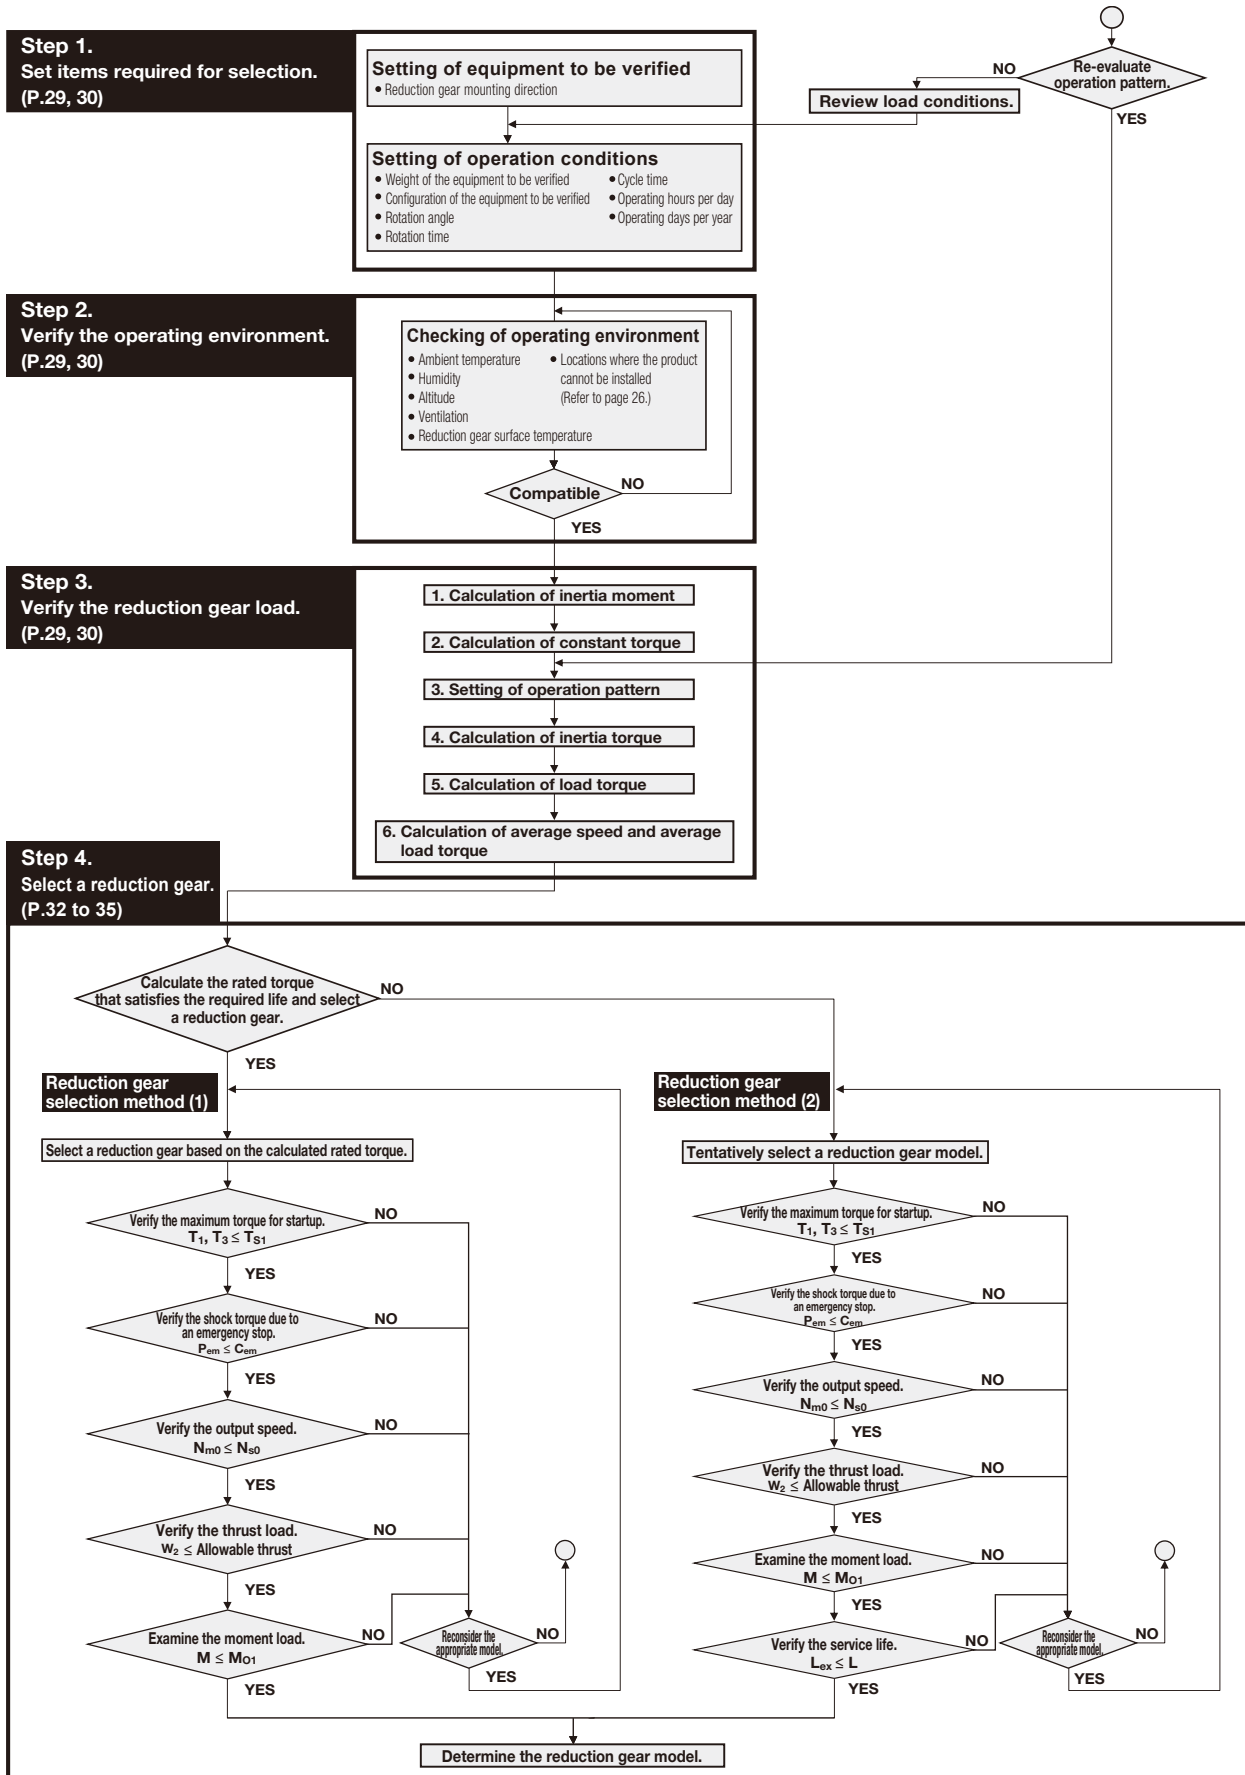 Step 1.
Set items required for selection.
(P.29, 30)
Setting of equipment to be verified
• Reduction gear mounting direction
Re-evaluate
operation pattern.
NO
YES
Review load conditions.
Setting of operation conditions
• Weight of the equipment to be verified
• Configuration of the equipment to be verified
• Rotation angle
• Rotation time
• Cycle time
• Operating hours per day
• Operating days per year
Step 2.
Verify the operating environment.
(P.29, 30)
Checking of operating environment
• Ambient temperature
• Humidity
• Altitude
• Ventilation
• Reduction gear surface temperature
• Locations where the product
cannot be installed
(Refer to page 26.)
Compatible
NO
YES
Step 3.
Verify the reduction gear load.
(P.29, 30)
1. Calculation of inertia moment
2. Calculation of constant torque
3. Setting of operation pattern
4. Calculation of inertia torque
5. Calculation of load torque
6. Calculation of average speed and average
load torque
Step 4.
Select a reduction gear.
(P.32 to 35)
Calculate the rated torque
that satisfies the required life and select
a reduction gear.
NO
YES
Reduction gear
selection method (1)
Select a reduction gear based on the calculated rated torque.
Verify the maximum torque for startup.
T1, T3 ≤ TS1
NO
YES
Verify the shock torque due to
an emergency stop.
Pem ≤ Cem
NO
YES
Verify the output speed.
Nm0 ≤ Ns0
NO
YES
Verify the thrust load.
W2 ≤ Allowable thrust
NO
YES
Examine the moment load.
M ≤ MO1
NO
YES
Reconsider the
appropriate model.
NO
YES
Reduction gear
selection method (2)
Tentatively select a reduction gear model.
Verify the maximum torque for startup.
T1, T3 ≤ TS1
NO
YES
Verify the shock torque due to
an emergency stop.
Pem ≤ Cem
NO
YES
Verify the output speed.
Nm0 ≤ Ns0
NO
YES
Verify the thrust load.
W2 ≤ Allowable thrust
NO
YES
Examine the moment load.
M ≤ MO1
NO
YES
Verify the service life.
Lex ≤ L
NO
YES
Reconsider the
appropriate model.
NO
YES
Determine the reduction gear model.